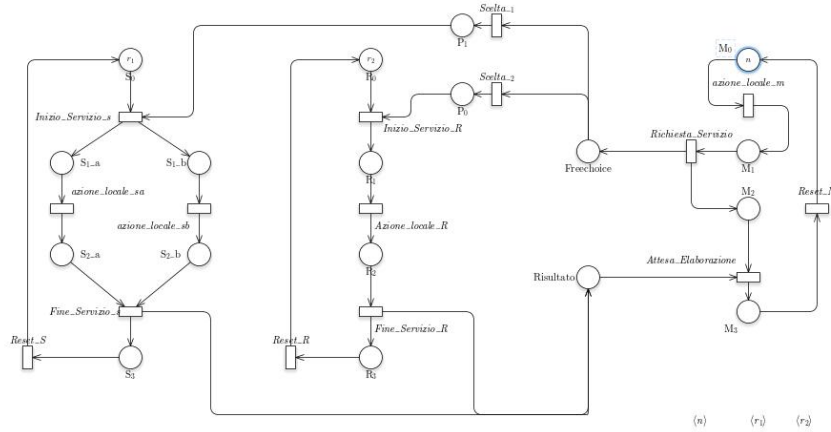 Scelta_1
P₁
M₀
n
r₁
S₀
r₂
R₀
Scelta_2
azione_locale_m
P₀
Inizio_Servizio_s
Inizio_Servizio_R
Richiesta_Servizio
S₁_a
S₁_b
Freechoice
M₁
R₁
azione_locale_sa
M₂
Reset_M
azione_locale_sb
Azione_locale_R
S₂_a
S₂_b
Attesa_Elaborazione
R₂
Risultato
Fine_Servizio_s
Fine_Servizio_R
M₃
Reset_S
Reset_R
S₃
R₃
⟨n⟩ ⟨r₁⟩ ⟨r₂⟩